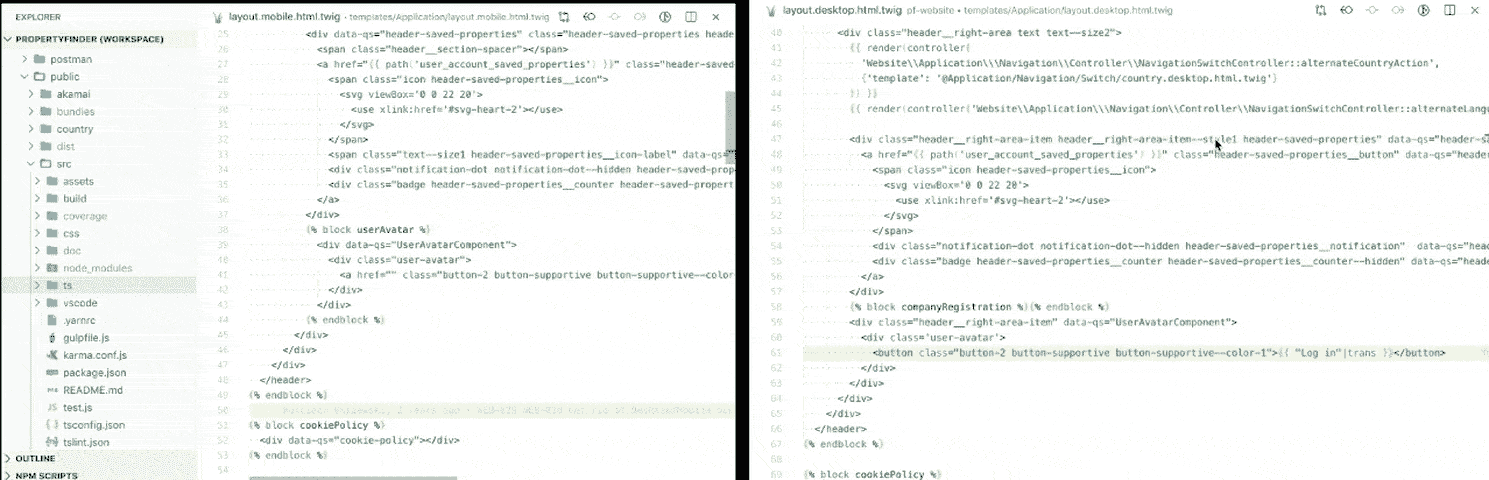 EXPLORER
PROPERTYFINDER (WORKSPACE)
postman
public
akamai
bundles
country
dist
src
assets
build
coverage
css
doc
node_modules
ts
vscode
.yarnrc
gulpfile.js
karma.conf.js
package.json
README.md
test.js
tsconfig.json
tslint.json
OUTLINE
NPM SCRIPTS
layout.mobile.html.twig · templates/Application/layout.mobile.html.twig
25 <div data-qs="header-saved-properties" class="header-saved-properties heade
26 <span class="header__section-spacer"></span>
27 <a href="{{ path('user_account_saved_properties') }}" class="header-saved
28 <span class="icon header-saved-properties__icon">
29 <svg viewBox='0 0 22 20'>
30 <use xlink:href='#svg-heart-2'></use>
31 </svg>
32 </span>
33 <span class="text--size1 header-saved-properties__icon-label" data-qs=
34 <div class="notification-dot notification-dot--hidden header-saved-prop
35 <div class="badge header-saved-properties__counter header-saved-propert
36 </a>
37 </div>
38 {% block userAvatar %}
39 <div data-qs="UserAvatarComponent">
40 <div class="user-avatar">
41 <a href="" class="button-2 button-supportive button-supportive--color
42 </div>
43 </div>
44 {% endblock %}
45 </div>
46 </div>
47 </div>
48 </header>
49 {% endblock %}
50
51 {% block cookiePolicy %}
52 <div data-qs="cookie-policy"></div>
53 {% endblock %}
54
layout.desktop.html.twig pf-website · templates/Application/layout.desktop.html.twig
40 <div class="header__right-area text text--size2">
41 {{ render(controller(
42 'Website\\Application\\\Navigation\\Controller\\NavigationSwitchController::alternateCountryAction',
43 {'template': '@Application/Navigation/Switch/country.desktop.html.twig'}
44 )) }}
45 {{ render(controller('Website\\Application\\\Navigation\\Controller\\NavigationSwitchController::alternateLang
46
47 <div class="header__right-area-item header__right-area-item--style1 header-saved-properties" data-qs="header-s
48 <a href="{{ path('user_account_saved_properties') }}" class="header-saved-properties__button" data-qs="heade
49 <span class="icon header-saved-properties__icon">
50 <svg viewBox='0 0 22 20'>
51 <use xlink:href='#svg-heart-2'></use>
52 </svg>
53 </span>
54 <div class="notification-dot notification-dot--hidden header-saved-properties__notification" data-qs="head
55 <div class="badge header-saved-properties__counter header-saved-properties__counter--hidden" data-qs="head
56 </a>
57 </div>
58 {% block companyRegistration %}{% endblock %}
59 <div class="header__right-area-item" data-qs="UserAvatarComponent">
60 <div class='user-avatar'>
61 <button class="button-2 button-supportive button-supportive--color-1">{{ "Log in"|trans }}</button>
62 </div>
63 </div>
64 </div>
65 </div>
66 </header>
67 {% endblock %}
68
69 {% block cookiePolicy %}